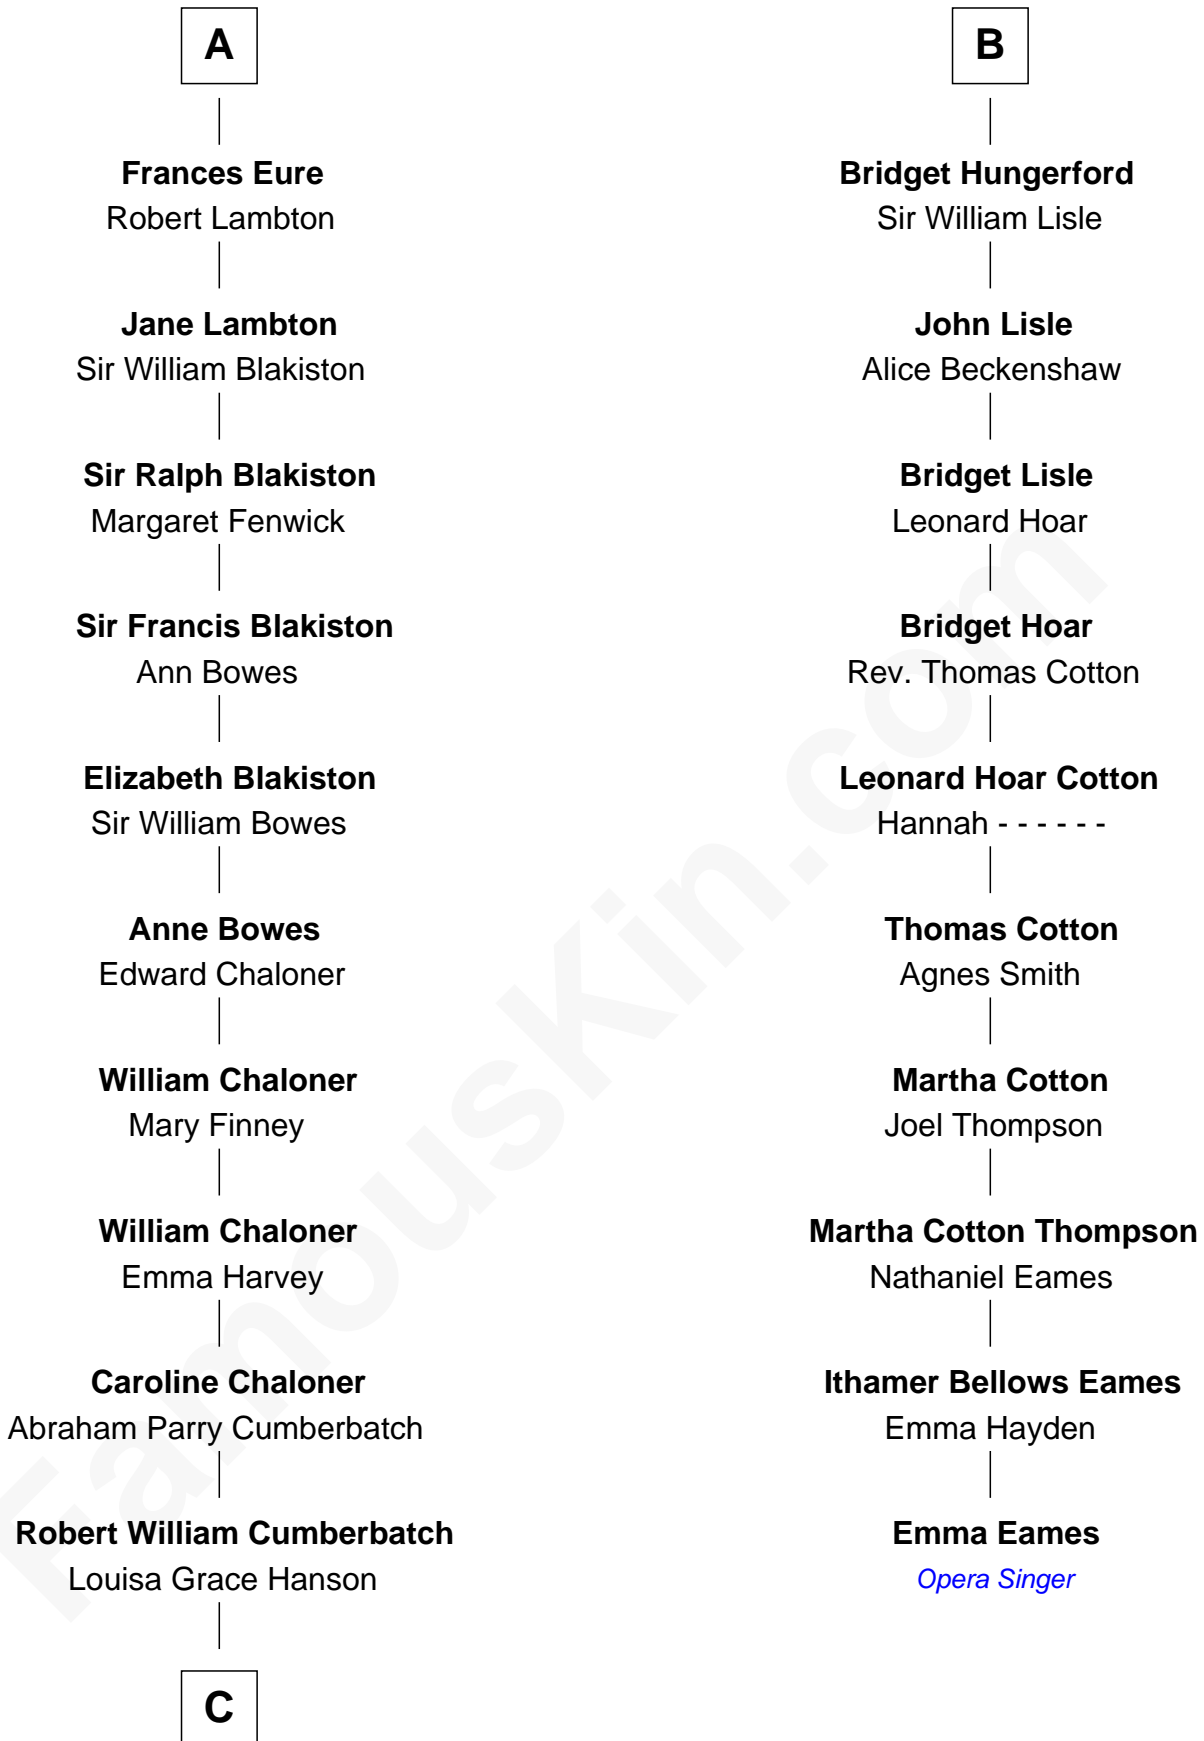 A
Frances Eure
Robert Lambton
Jane Lambton
Sir William Blakiston
Sir Ralph Blakiston
Margaret Fenwick
Sir Francis Blakiston
Ann Bowes
Elizabeth Blakiston
Sir William Bowes
Anne Bowes
Edward Chaloner
William Chaloner
Mary Finney
William Chaloner
Emma Harvey
Caroline Chaloner
Abraham Parry Cumberbatch
Robert William Cumberbatch
Louisa Grace Hanson
C
B
Bridget Hungerford
Sir William Lisle
John Lisle
Alice Beckenshaw
Bridget Lisle
Leonard Hoar
Bridget Hoar
Rev. Thomas Cotton
Leonard Hoar Cotton
Hannah - - - - - -
Thomas Cotton
Agnes Smith
Martha Cotton
Joel Thompson
Martha Cotton Thompson
Nathaniel Eames
Ithamer Bellows Eames
Emma Hayden
Emma Eames
Opera Singer
FamousKin.com